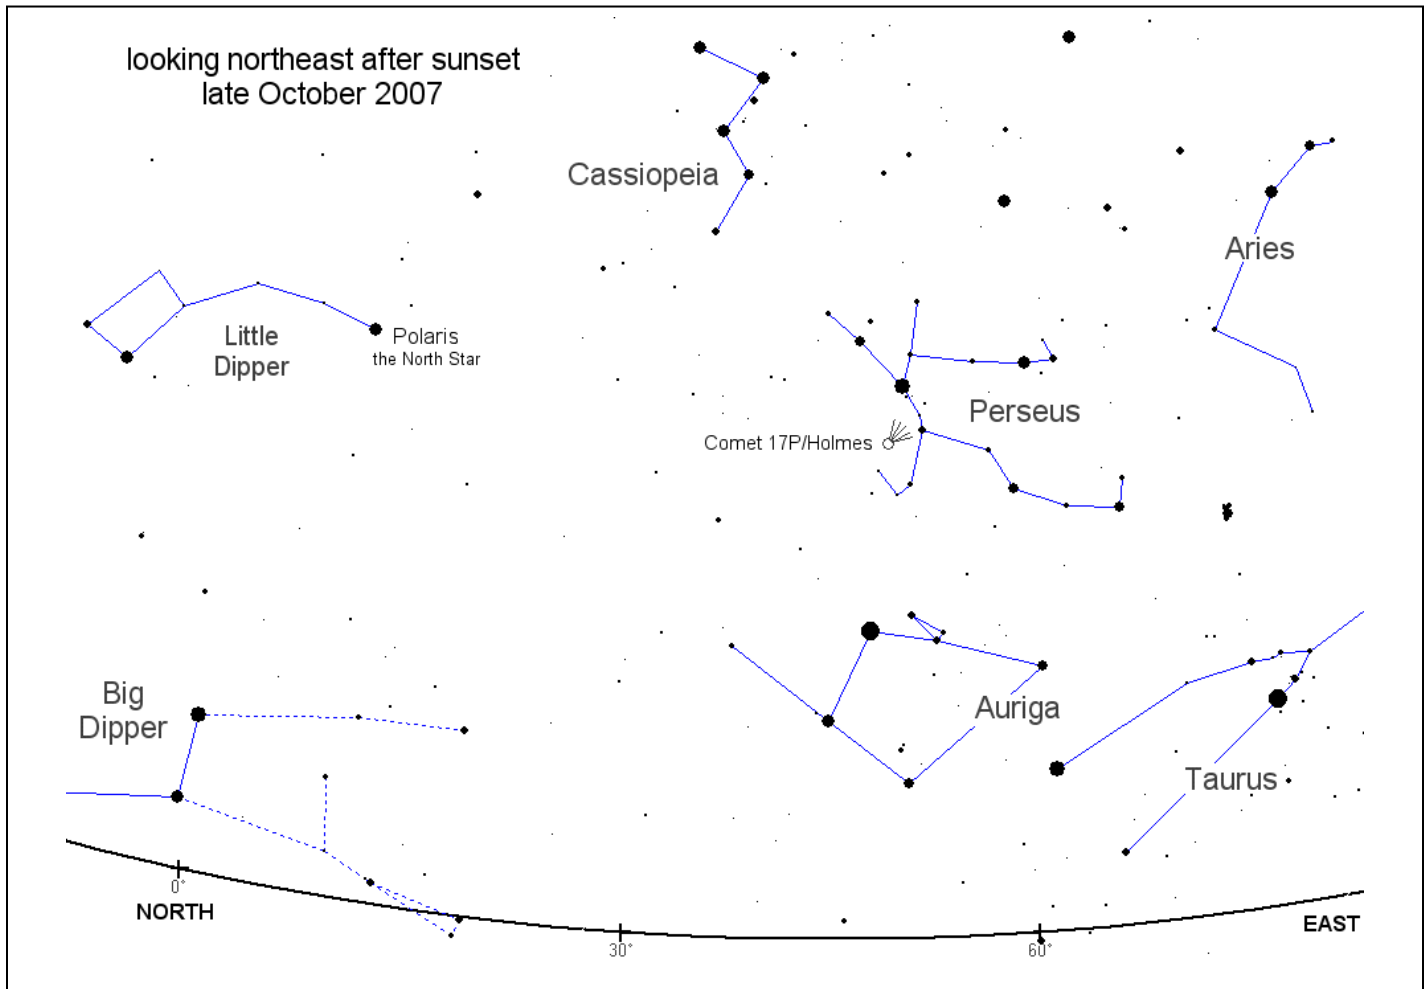 looking northeast after sunset
late October 2007
Cassiopeia
Aries
Little
Dipper
Polaris
the North Star
Perseus
Comet 17P/Holmes
Big
Dipper
Auriga
Taurus
0°
NORTH
30°
60°
EAST